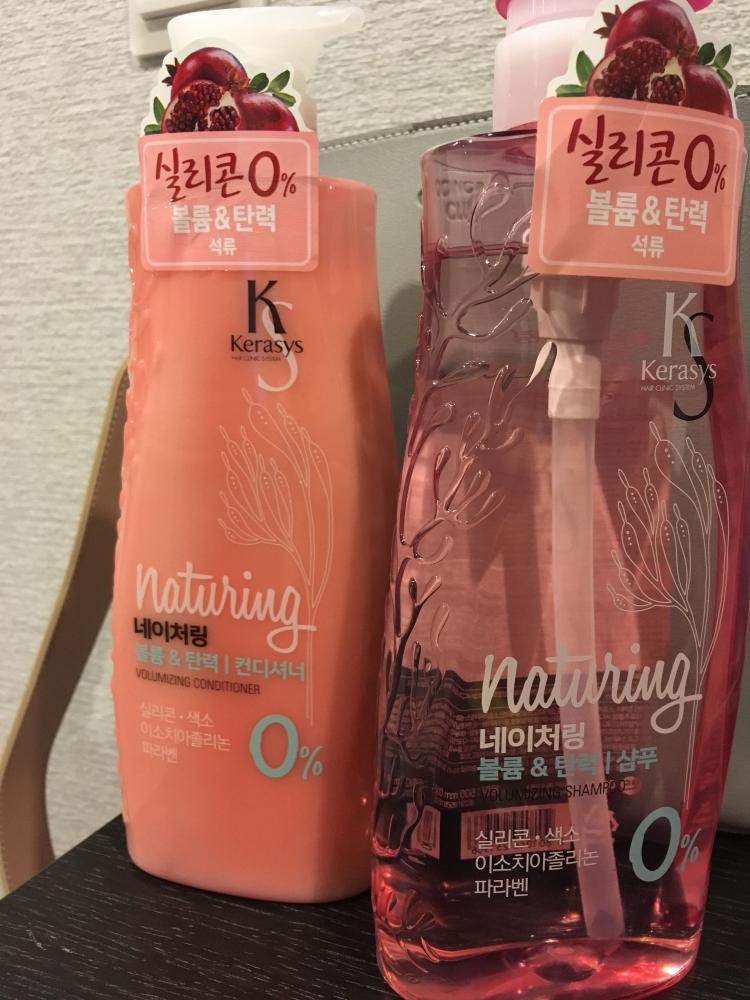 실리콘 0%
볼륨&탄력
석류
KS
Kerasys
HAIR CLINIC SYSTEM
naturing
네이처링
볼륨 & 탄력 | 컨디셔너
VOLUMIZING CONDITIONER
실리콘・색소
이소치아졸리논
파라벤
0%
실리콘 0%
볼륨&탄력
석류
KS
Kerasys
HAIR CLINIC SYSTEM
naturing
네이처링
볼륨 & 탄력 | 샴푸
VOLUMIZING SHAMPOO
실리콘・색소
이소치아졸리논
파라벤
0%